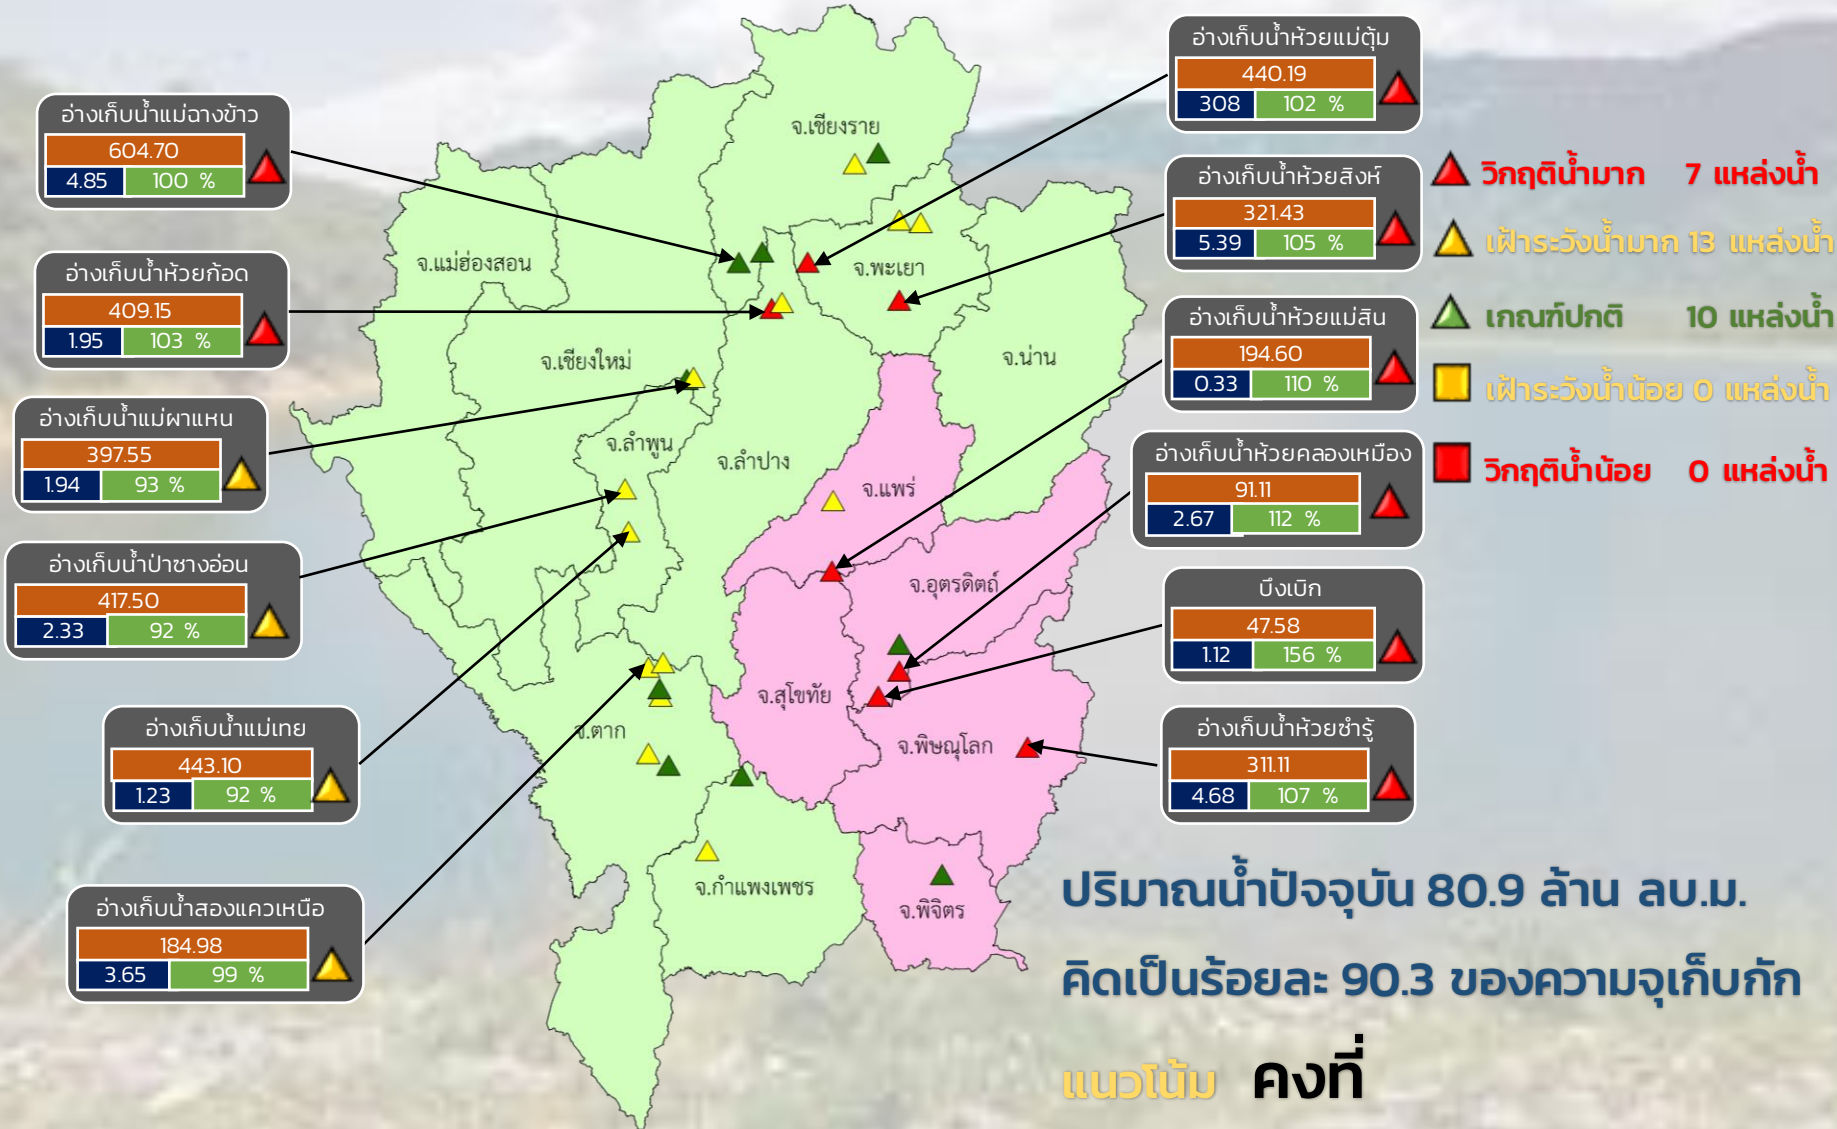 อ่างเก็บน้ำแม่ฉางข้าว
604.70
4.85 100 %
อ่างเก็บน้ำห้วยก้อด
409.15
1.95 103 %
อ่างเก็บน้ำแม่ผาแหน
397.55
1.94 93 %
อ่างเก็บน้ำป่าซางอ่อน
417.50
2.33 92 %
อ่างเก็บน้ำแม่เทย
443.10
1.23 92 %
อ่างเก็บน้ำสองแควเหนือ
184.98
3.65 99 %
จ.เชียงราย
จ.แม่ฮ่องสอน
จ.พะเยา
จ.เชียงใหม่
จ.น่าน
จ.ลำพูน
จ.ลำปาง
จ.แพร่
จ.อุตรดิตถ์
จ.สุโขทัย
จ.ตาก
จ.พิษณุโลก
จ.กำแพงเพชร
จ.พิจิตร
อ่างเก็บน้ำห้วยแม่ตุ้ม
440.19
308 102 %
อ่างเก็บน้ำห้วยสิงห์
321.43
5.39 105 %
อ่างเก็บน้ำห้วยแม่สิน
194.60
0.33 110 %
อ่างเก็บน้ำห้วยคลองเหมือง
91.11
2.67 112 %
บึงเบิก
47.58
1.12 156 %
อ่างเก็บน้ำห้วยซำรู้
311.11
4.68 107 %
วิกฤติน้ำมาก 7 แหล่งน้ำ
เฝ้าระวังน้ำมาก 13 แหล่งน้ำ
เกณฑ์ปกติ 10 แหล่งน้ำ
เฝ้าระวังน้ำน้อย 0 แหล่งน้ำ
วิกฤติน้ำน้อย 0 แหล่งน้ำ
ปริมาณน้ำปัจจุบัน 80.9 ล้าน ลบ.ม.
คิดเป็นร้อยละ 90.3 ของความจุเก็บกัก
แนวโน้ม คงที่